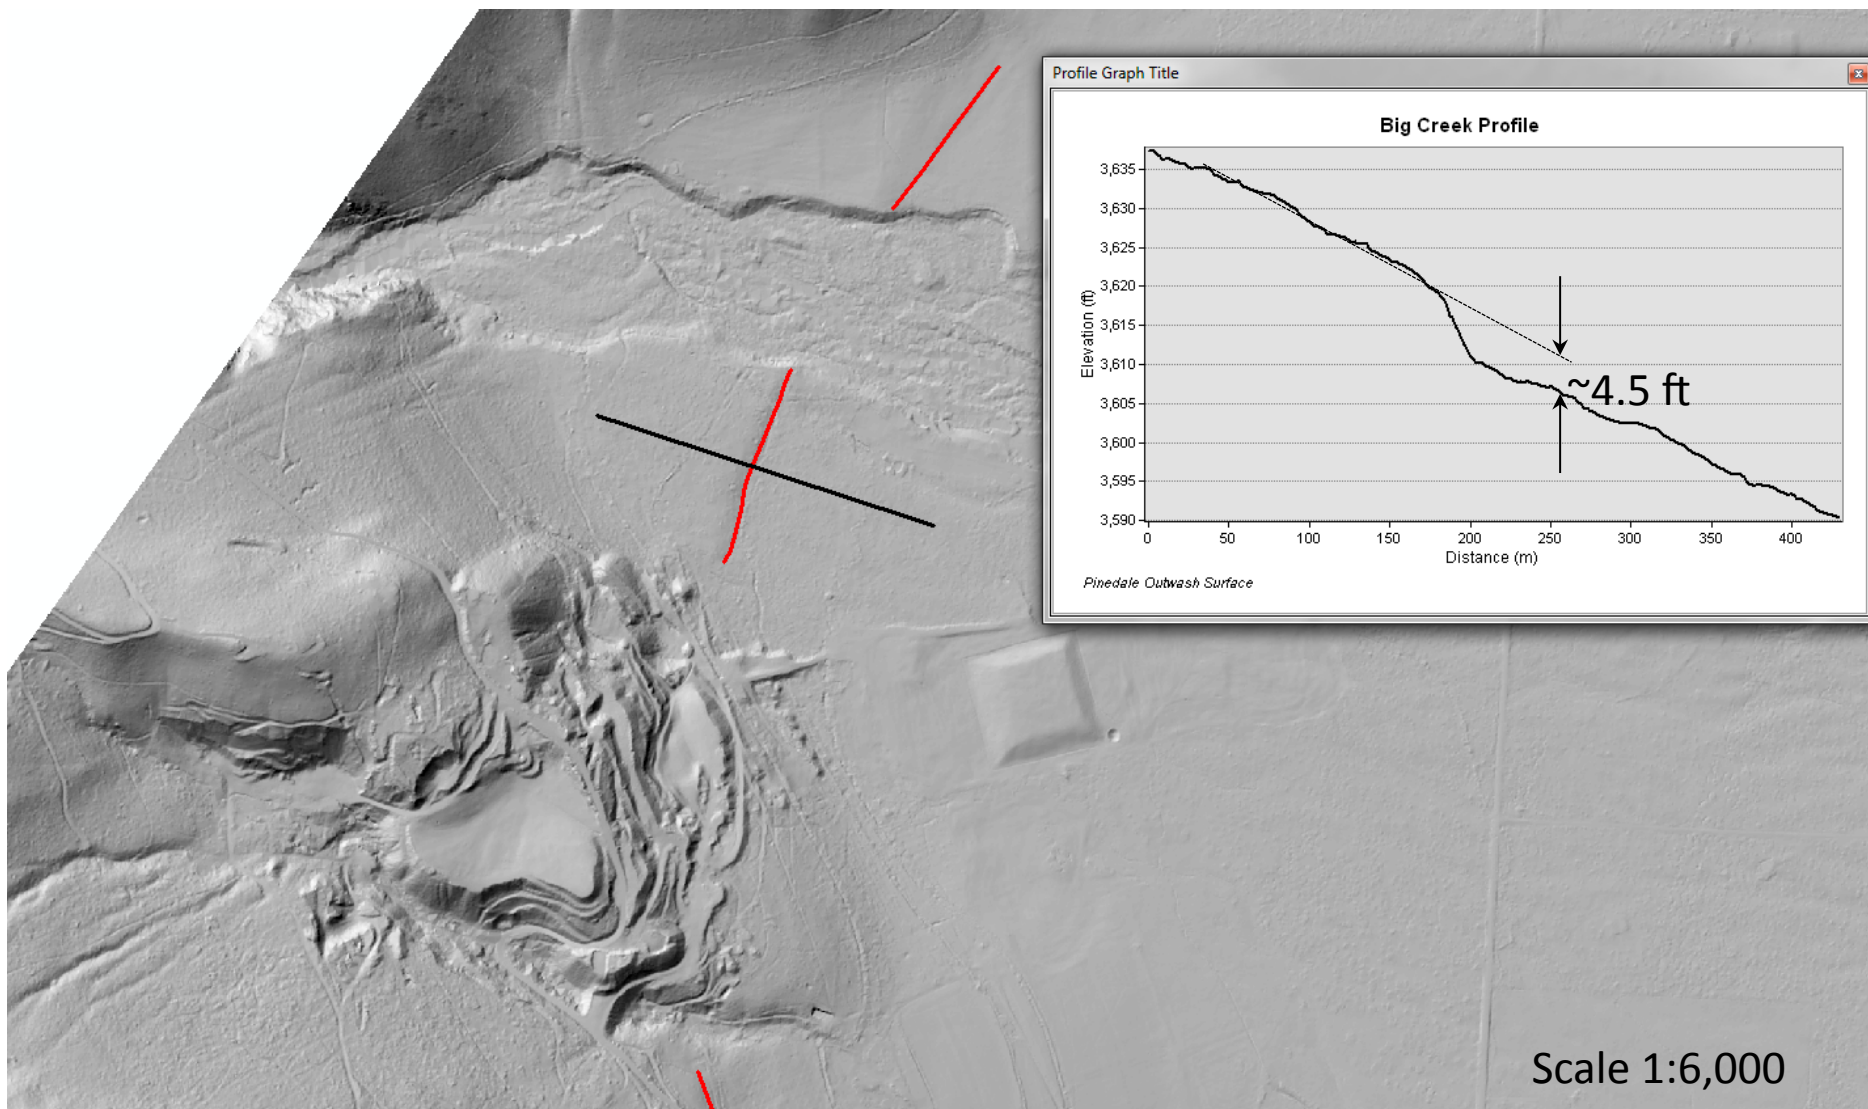 Profile Graph Title
x
Big Creek Profile
3,635
3,630
3,625
3,620
3,615
3,610
3,605
3,600
3,595
3,590
Elevation (ft)
~4.5 ft
0 50 100 150 200 250 300 350 400
Distance (m)
Pinedale Outwash Surface
Scale 1:6,000